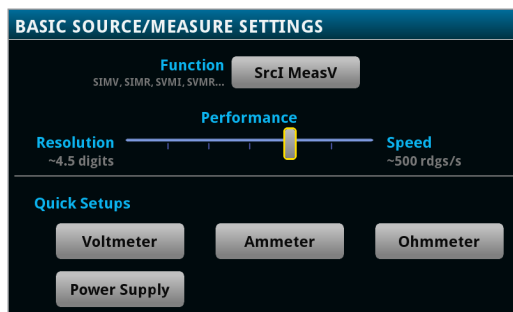 BASIC SOURCE/MEASURE SETTINGS
Function
SIMV, SIMR, SVMI, SVMR...
SrcI MeasV
Performance
Resolution
~4.5 digits
Speed
~500 rdgs/s
Quick Setups
Voltmeter
Ammeter
Ohmmeter
Power Supply